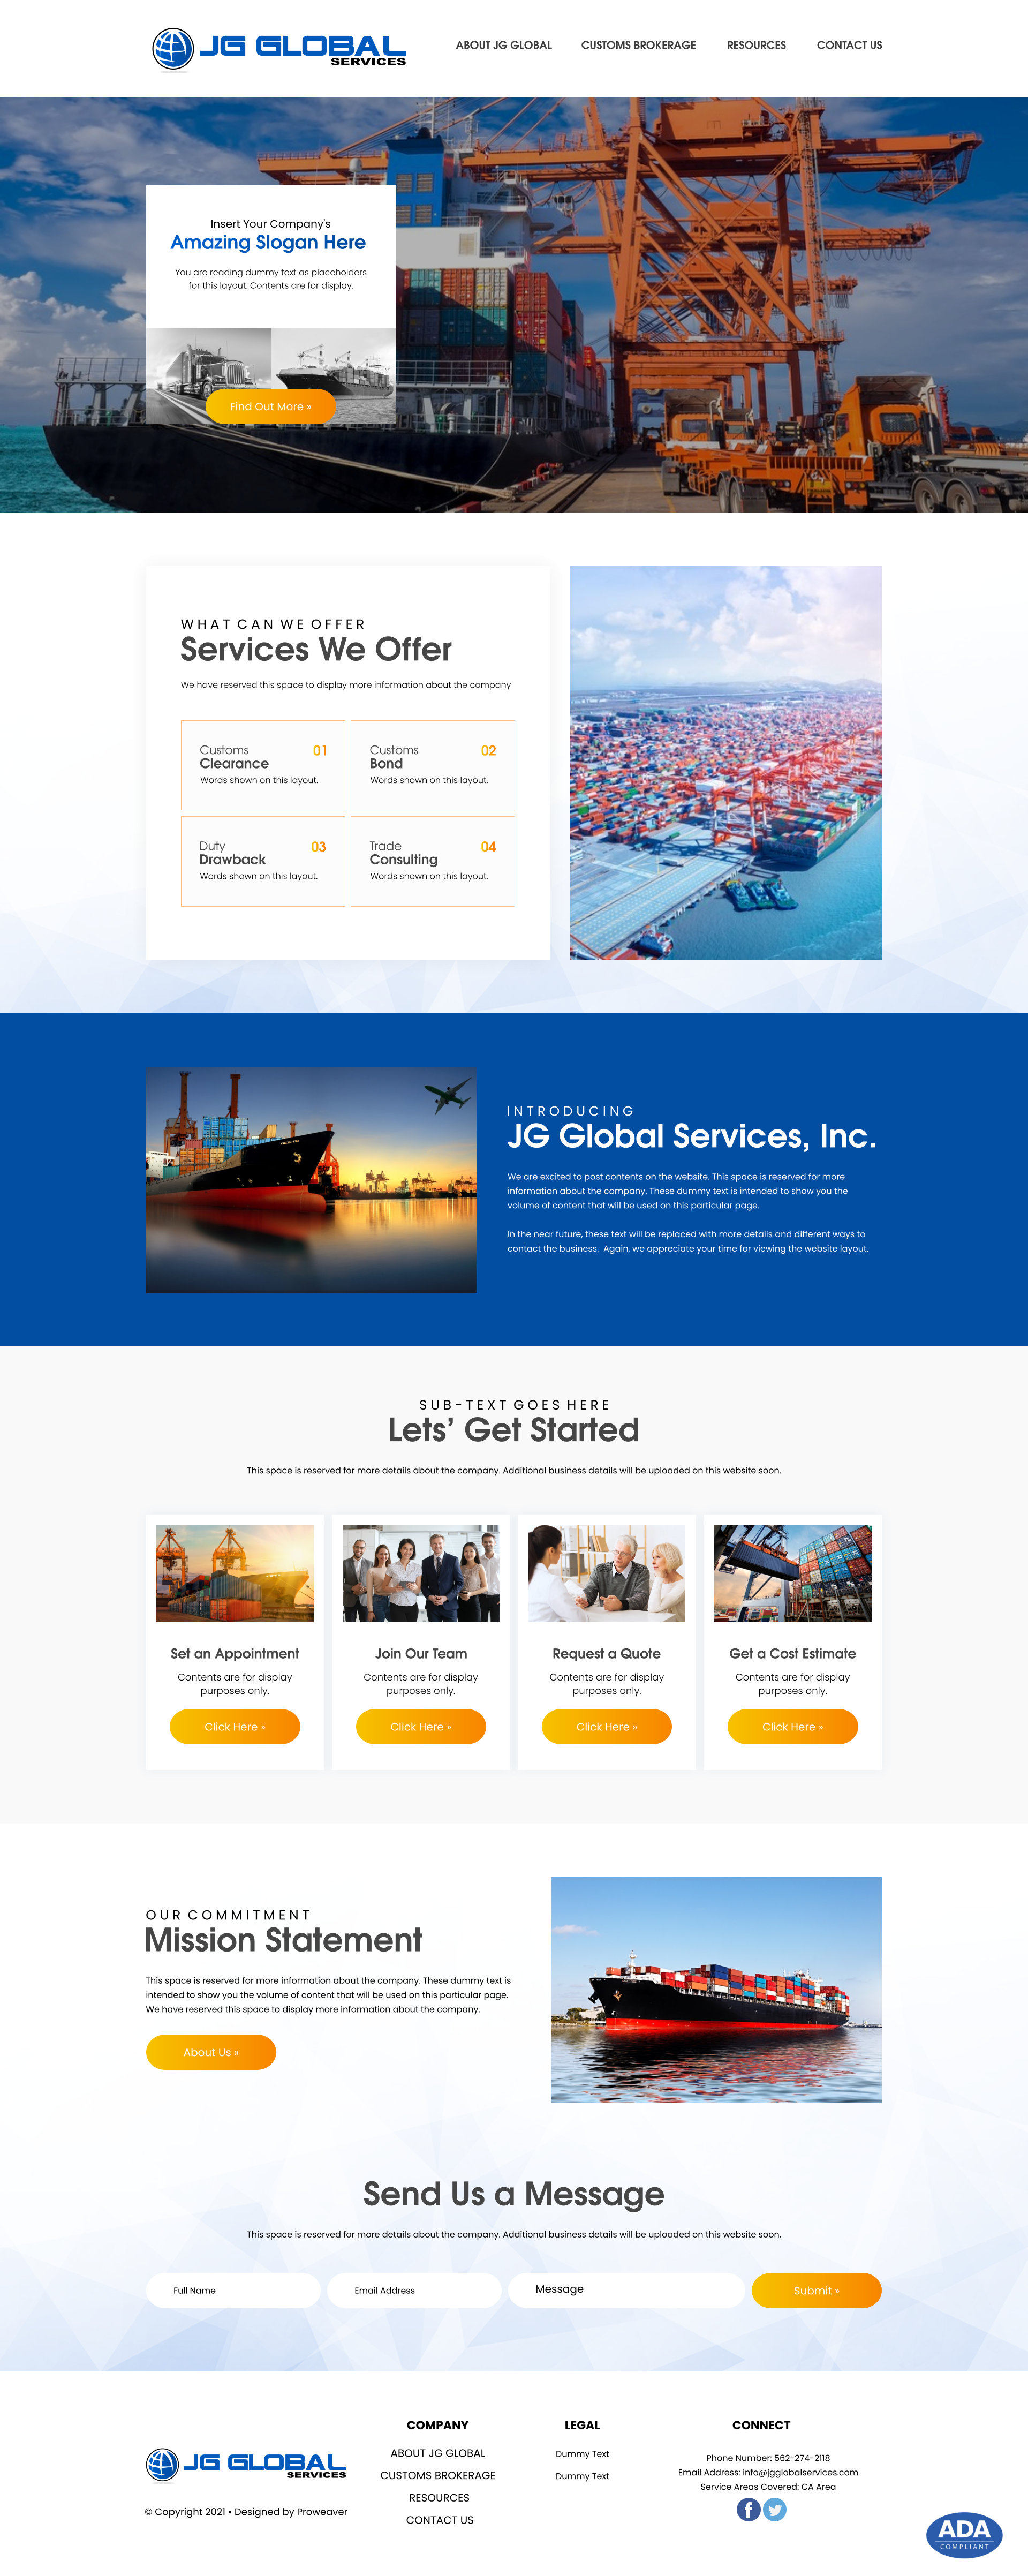 JG GLOBAL
SERVICES
ABOUT JG GLOBAL
CUSTOMS BROKERAGE
RESOURCES
CONTACT US
Insert Your Company's
Amazing Slogan Here
You are reading dummy text as placeholders
for this layout. Contents are for display.
Find Out More »
WHAT CAN WE OFFER
Services We Offer
We have reserved this space to display more information about the company
Customs
Clearance
01
Words shown on this layout.
Customs
Bond
02
Words shown on this layout.
Duty
Drawback
03
Words shown on this layout.
Trade
Consulting
04
Words shown on this layout.
INTRODUCING
JG Global Services, Inc.
We are excited to post contents on the website. This space is reserved for more
information about the company. These dummy text is intended to show you the
volume of content that will be used on this particular page.
In the near future, these text will be replaced with more details and different ways to
contact the business. Again, we appreciate your time for viewing the website layout.
SUB-TEXT GOES HERE
Lets’ Get Started
This space is reserved for more details about the company. Additional business details will be uploaded on this website soon.
Set an Appointment
Contents are for display
purposes only.
Click Here »
Join Our Team
Contents are for display
purposes only.
Click Here »
Request a Quote
Contents are for display
purposes only.
Click Here »
Get a Cost Estimate
Contents are for display
purposes only.
Click Here »
OUR COMMITMENT
Mission Statement
This space is reserved for more information about the company. These dummy text is
intended to show you the volume of content that will be used on this particular page.
We have reserved this space to display more information about the company.
About Us »
Send Us a Message
This space is reserved for more details about the company. Additional business details will be uploaded on this website soon.
Full Name
Email Address
Message
Submit »
JG GLOBAL
SERVICES
© Copyright 2021 • Designed by Proweaver
COMPANY
ABOUT JG GLOBAL
CUSTOMS BROKERAGE
RESOURCES
CONTACT US
LEGAL
Dummy Text
Dummy Text
CONNECT
Phone Number: 562-274-2118
Email Address: info@jgglobalservices.com
Service Areas Covered: CA Area
ADA
COMPLIANT